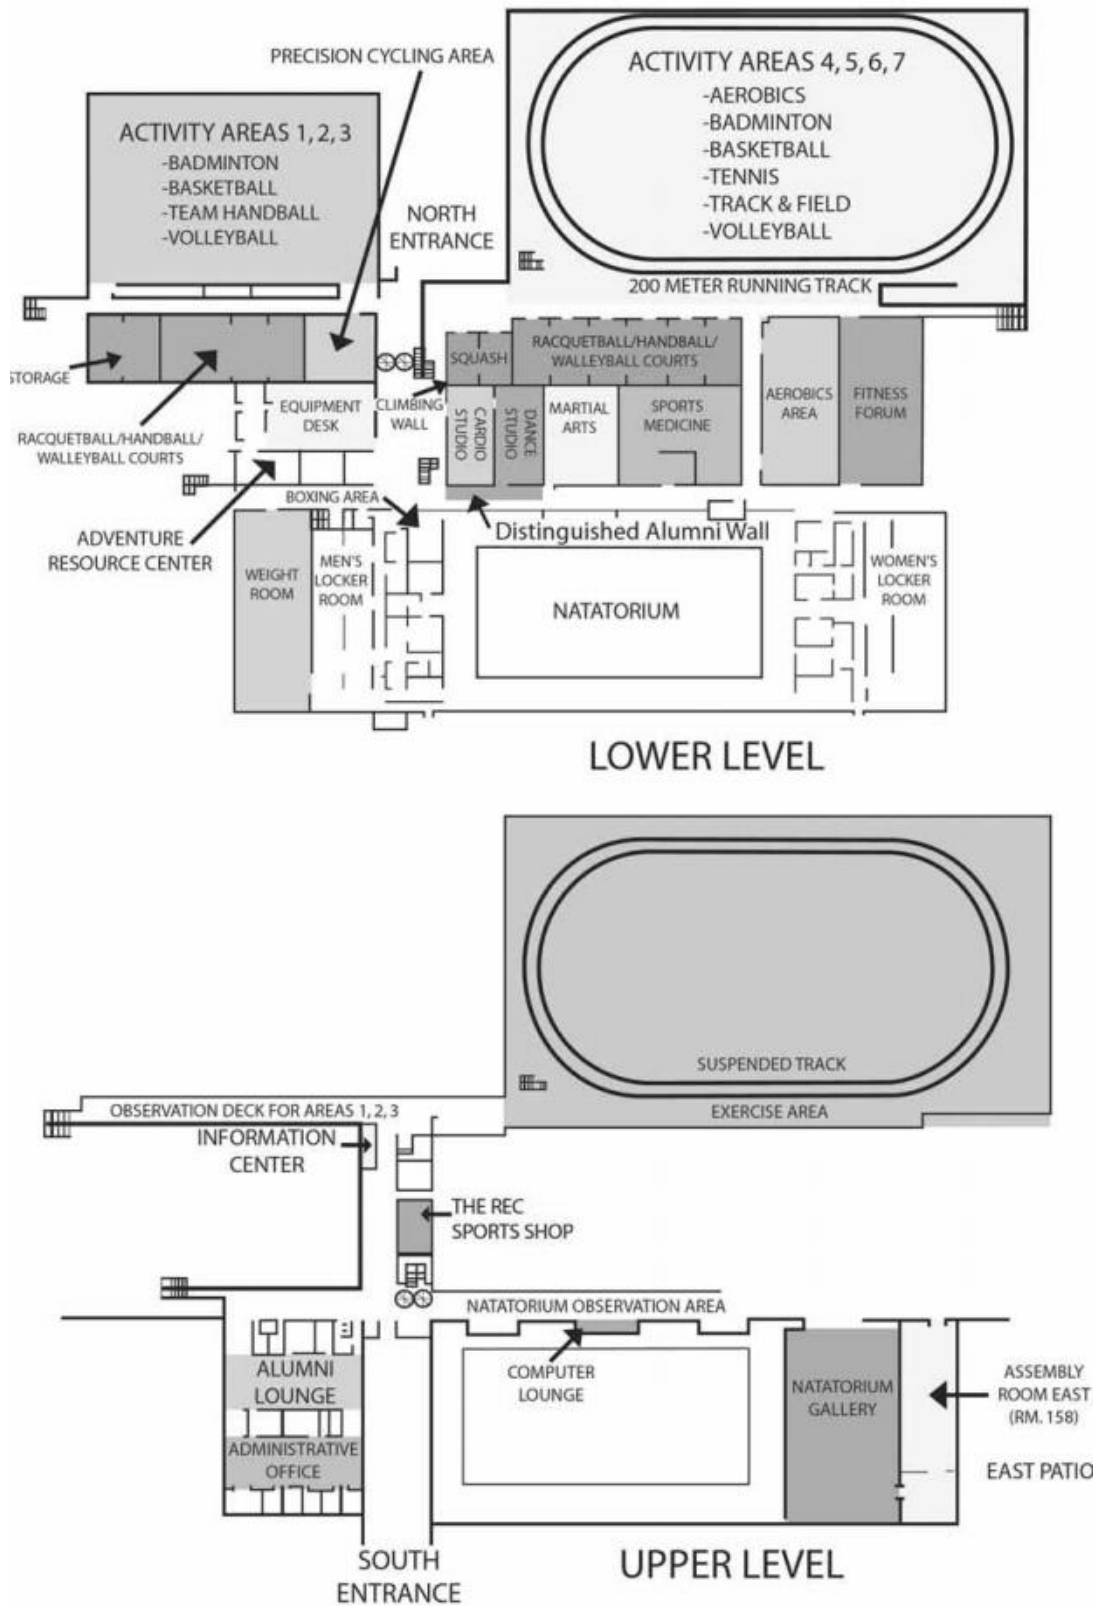 PRECISION CYCLING AREA
ACTIVITY AREAS 1, 2, 3
-BADMINTON
-BASKETBALL
-TEAM HANDBALL
-VOLLEYBALL
NORTH
ENTRANCE
ACTIVITY AREAS 4, 5, 6, 7
-AEROBICS
-BADMINTON
-BASKETBALL
-TENNIS
-TRACK & FIELD
-VOLLEYBALL
200 METER RUNNING TRACK
STORAGE
RACQUETBALL/HANDBALL/
WALLEYBALL COURTS
EQUIPMENT
DESK
CLIMBING
WALL
SQUASH
RACQUETBALL/HANDBALL/
WALLEYBALL COURTS
CARDIO
STUDIO
DANCE
STUDIO
MARTIAL
ARTS
SPORTS
MEDICINE
AEROBICS
AREA
FITNESS
FORUM
ADVENTURE
RESOURCE CENTER
BOXING AREA
Distinguished Alumni Wall
WEIGHT
ROOM
MEN'S
LOCKER
ROOM
NATATORIUM
WOMEN'S
LOCKER
ROOM
LOWER LEVEL
SUSPENDED TRACK
EXERCISE AREA
OBSERVATION DECK FOR AREAS 1, 2, 3
INFORMATION
CENTER
THE REC
SPORTS SHOP
NATATORIUM OBSERVATION AREA
COMPUTER
LOUNGE
ALUMNI
LOUNGE
ADMINISTRATIVE
OFFICE
NATATORIUM
GALLERY
ASSEMBLY
ROOM EAST
(RM. 158)
EAST PATIO
SOUTH
ENTRANCE
UPPER LEVEL